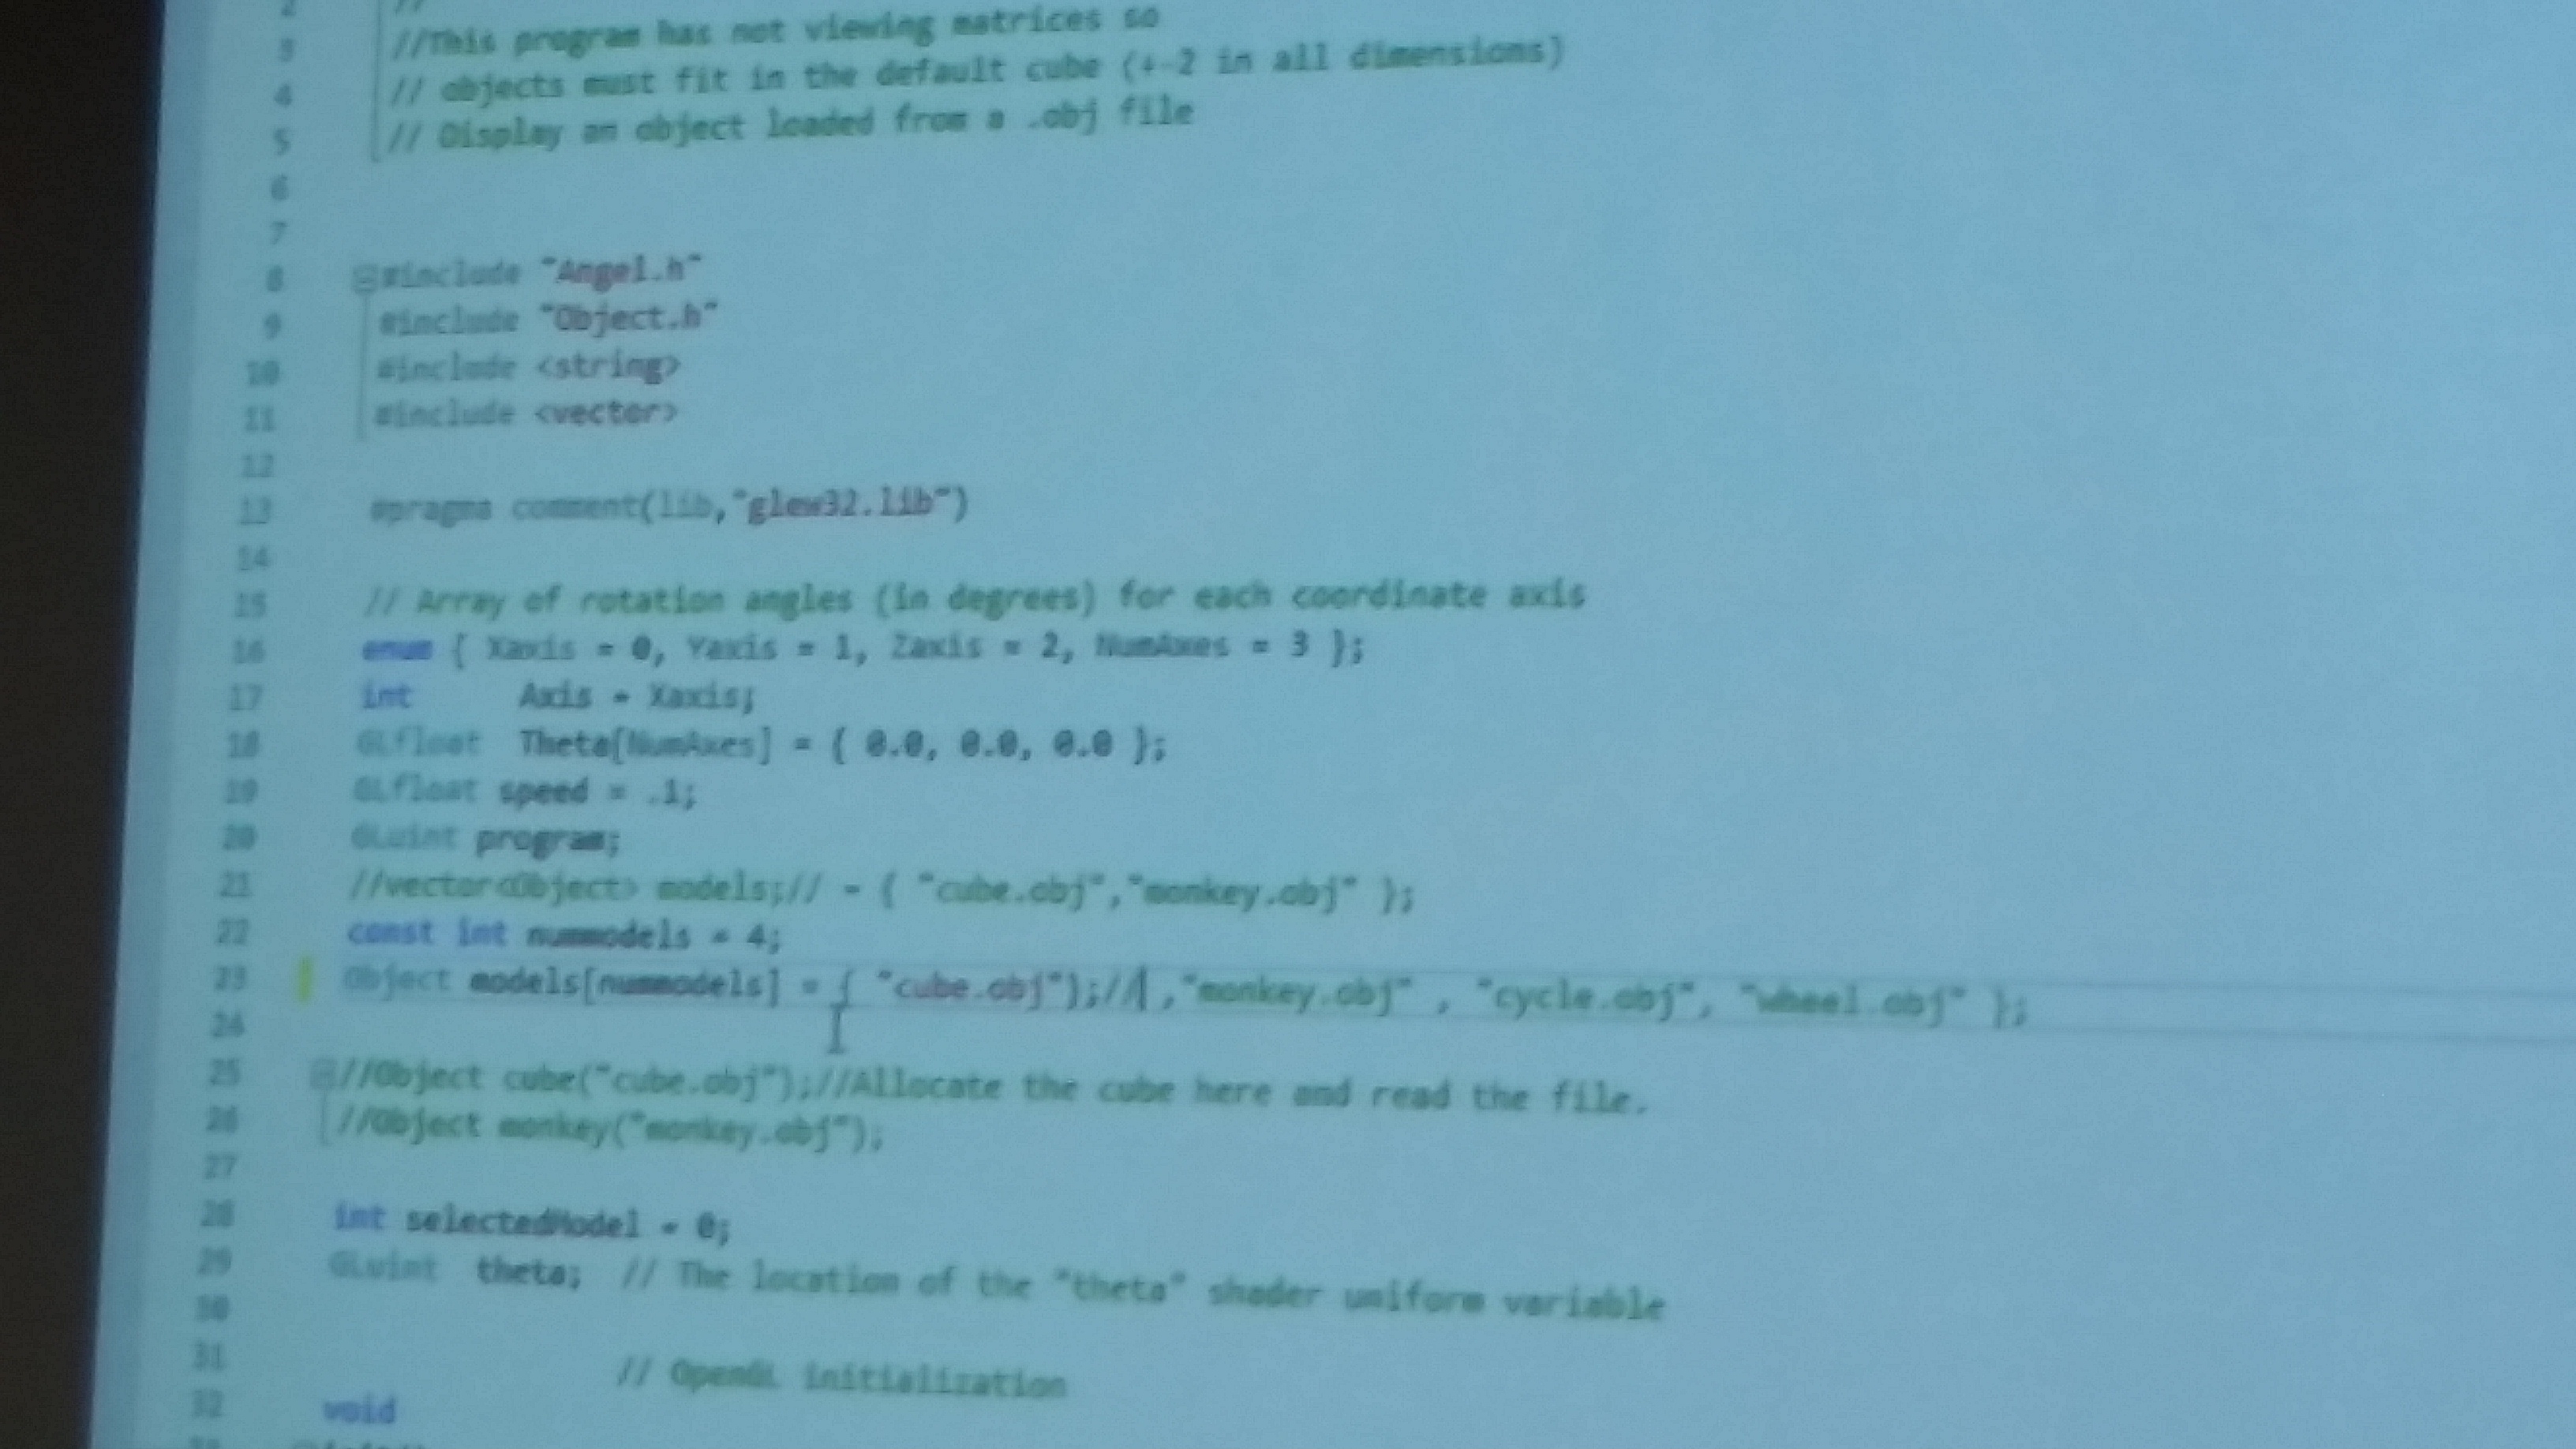 2 //
3 //This program has not viewing matrices so
4 // objects must fit in the default cube (+-2 in all dimensions)
5 // Display an object loaded from a .obj file
6
7
8 #include "Angel.h"
9 #include "Object.h"
10 #include <string>
11 #include <vector>
12
13 #pragma comment(lib,"glew32.lib")
14
15 // Array of rotation angles (in degrees) for each coordinate axis
16 enum { Xaxis = 0, Yaxis = 1, Zaxis = 2, NumAxes = 3 };
17 int Axis = Xaxis;
18 GLfloat Theta[NumAxes] = { 0.0, 0.0, 0.0 };
19 GLfloat speed = .1;
20 GLuint program;
21 //vector<Object> models;// = { "cube.obj","monkey.obj" };
22 const int nummodels = 4;
23 Object models[nummodels] = { "cube.obj"};// ,"monkey.obj" , "cycle.obj", "wheel.obj" };
24
25 //Object cube("cube.obj");//Allocate the cube here and read the file.
26 //Object monkey("monkey.obj");
27
28 int selectedModel = 0;
29 GLuint theta; // The location of the "theta" shader uniform variable
30
31 // OpenGL initialization
32 void